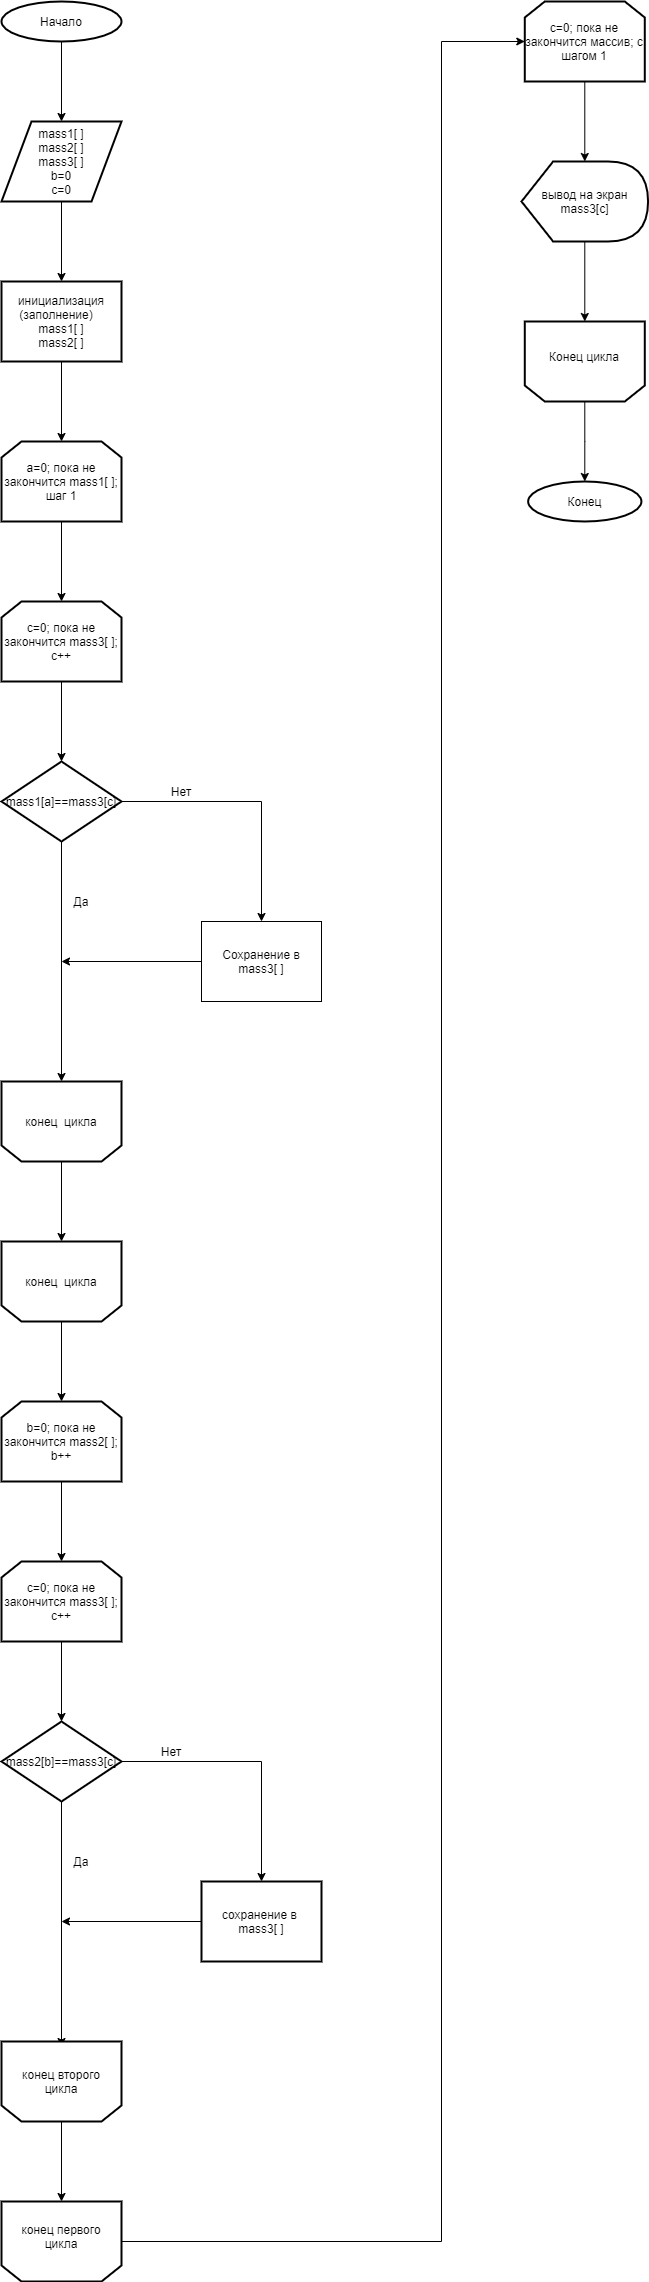 Начало
mass1[ ]
mass2[ ]
mass3[ ]
b=0
c=0
инициализация
(заполнение)
mass1[ ]
mass2[ ]
a=0; пока не
закончится mass1[ ];
шаг 1
c=0; пока не
закончится mass3[ ];
c++
mass1[a]==mass3[c]
Нет
Да
Сохранение в
mass3[ ]
конец цикла
конец цикла
b=0; пока не
закончится mass2[ ];
b++
c=0; пока не
закончится mass3[ ];
c++
mass2[b]==mass3[c]
Нет
Да
сохранение в
mass3[ ]
конец второго
цикла
конец первого
цикла
c=0; пока не
закончится массив; с
шагом 1
вывод на экран
mass3[c]
Конец цикла
Конец